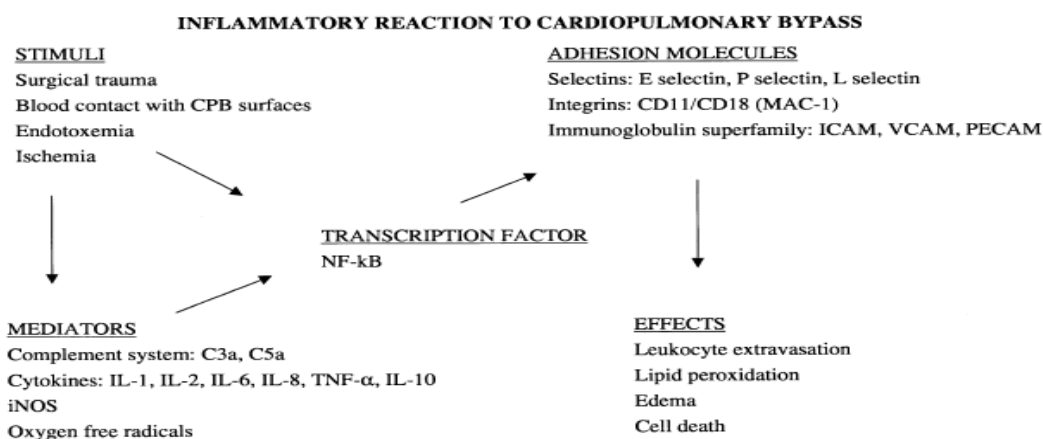 INFLAMMATORY REACTION TO CARDIOPULMONARY BYPASS
STIMULI
Surgical trauma
Blood contact with CPB surfaces
Endotoxemia
Ischemia
ADHESION MOLECULES
Selectins: E selectin, P selectin, L selectin
Integrins: CD11/CD18 (MAC-1)
Immunoglobulin superfamily: ICAM, VCAM, PECAM
TRANSCRIPTION FACTOR
NF-kB
MEDIATORS
Complement system: C3a, C5a
Cytokines: IL-1, IL-2, IL-6, IL-8, TNF-α, IL-10
iNOS
Oxygen free radicals
EFFECTS
Leukocyte extravasation
Lipid peroxidation
Edema
Cell death